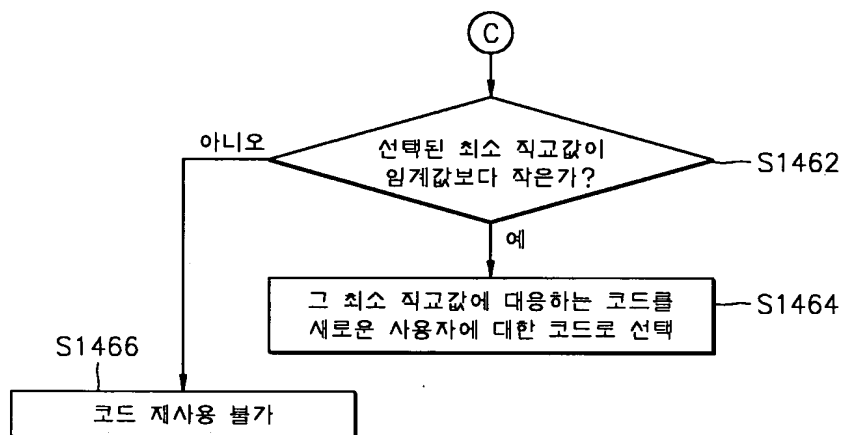 C
아니오
선택된 최소 직교값이
임계값보다 작은가?
S1462
예
그 최소 직교값에 대응하는 코드를
새로운 사용자에 대한 코드로 선택
S1464
S1466
코드 재사용 불가